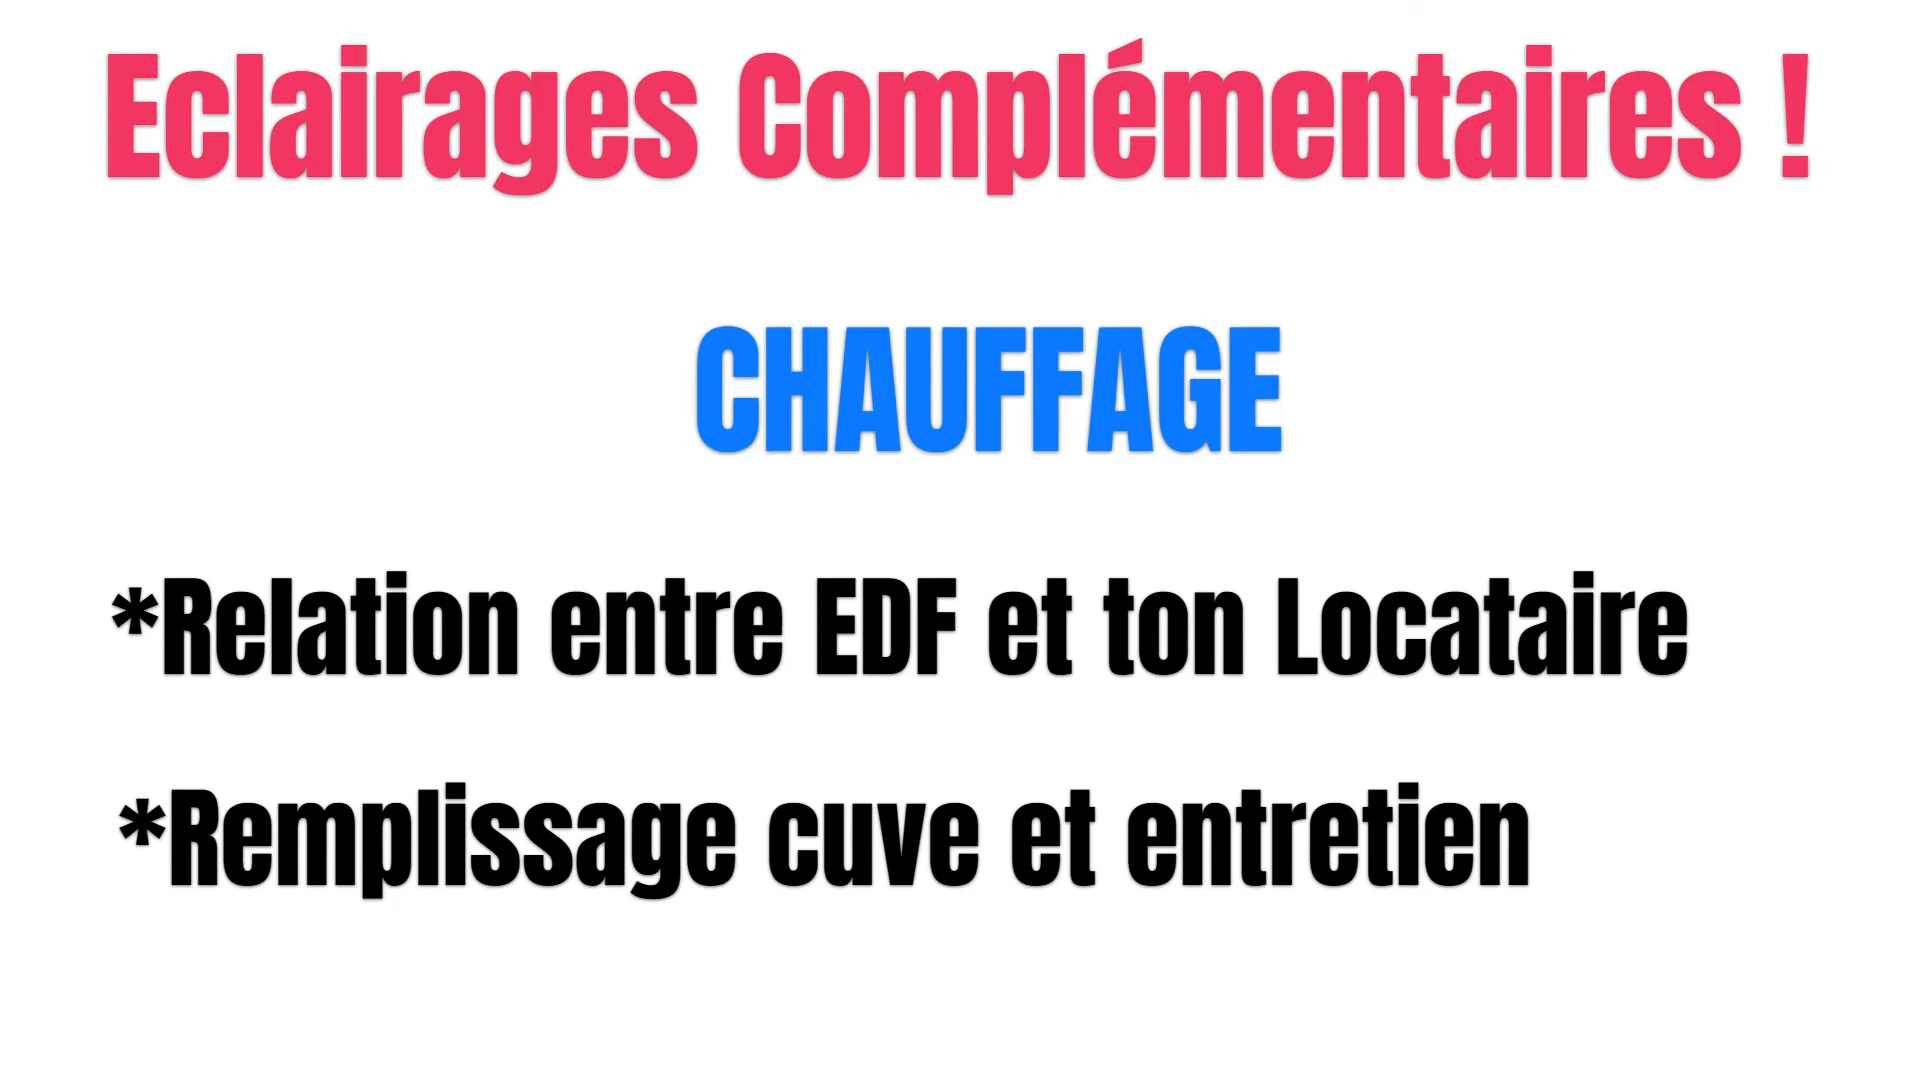 Eclairages Complémentaires !
CHAUFFAGE
*Relation entre EDF et ton Locataire
*Remplissage cuve et entretien